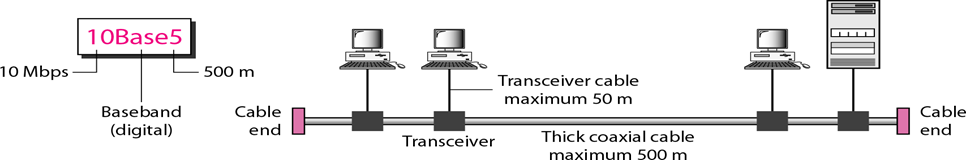 10Base5
10 Mbps
500 m
Baseband
(digital)
Cable
end
Transceiver cable
maximum 50 m
Transceiver
Thick coaxial cable
maximum 500 m
Cable
end